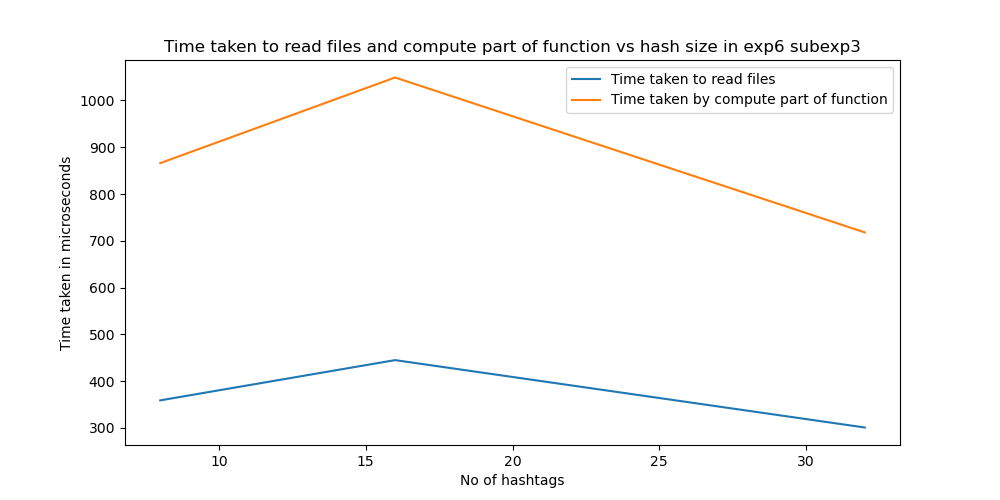 Time taken to read files and compute part of function vs hash size in exp6 subexp3
Time taken to read files
Time taken by compute part of function
Time taken in microseconds
1000
900
800
700
600
500
400
300
10
15
20
25
30
No of hashtags